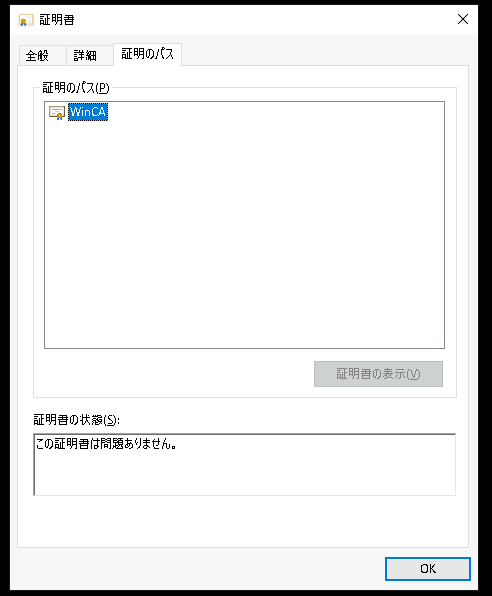 証明書
全般
詳細
証明のパス
証明のパス(P)
WinCA
証明書の表示(V)
証明書の状態(S):
この証明書は問題ありません。
OK